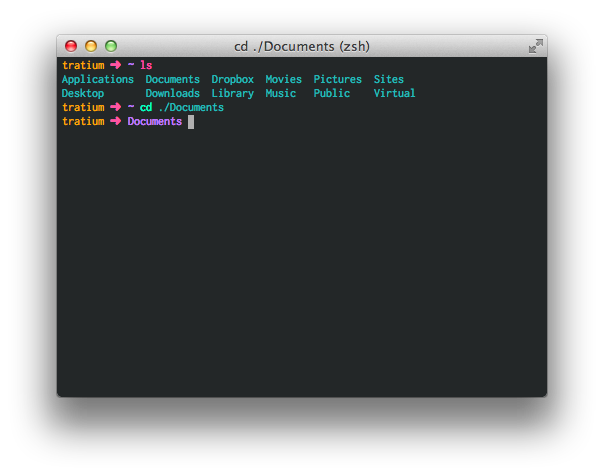 cd ./Documents (zsh)
tratium ➜ ~ ls
Applications Documents Dropbox Movies Pictures Sites
Desktop Downloads Library Music Public Virtual
tratium ➜ ~ cd ./Documents
tratium ➜ Documents